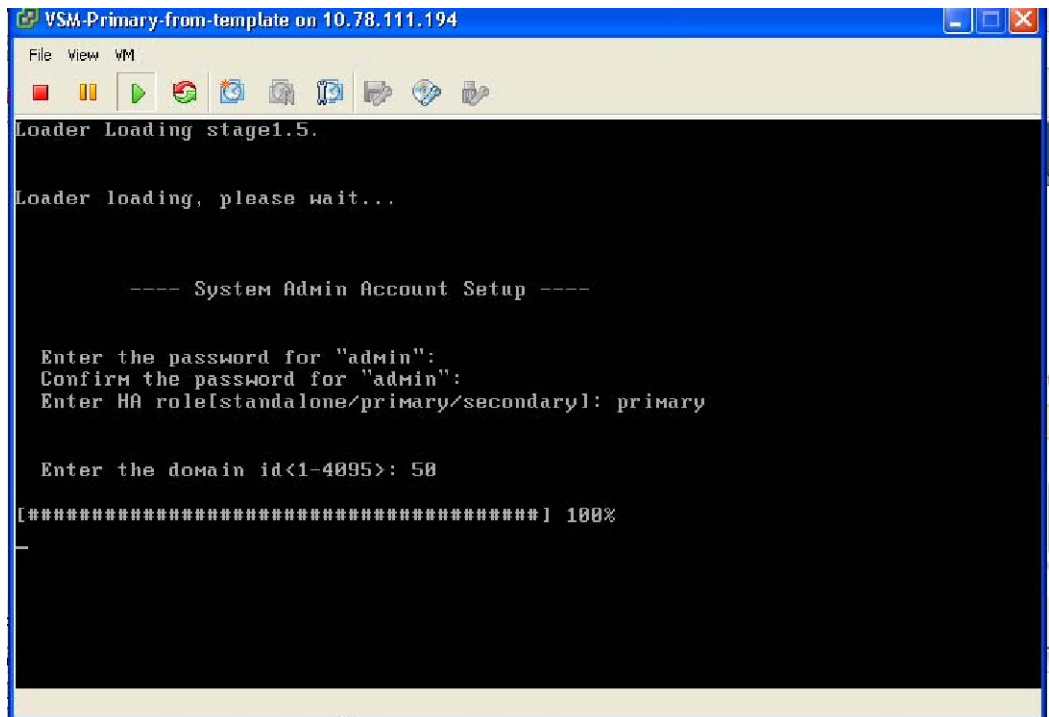 VSM-Primary-from-template on 10.78.111.194
File View VM
Loader Loading stage1.5.
Loader loading, please wait...
---- System Admin Account Setup ----
Enter the password for "admin":
Confirm the password for "admin":
Enter HA role[standalone/primary/secondary]: primary
Enter the domain id<1-4095>: 50
[########################################] 100%